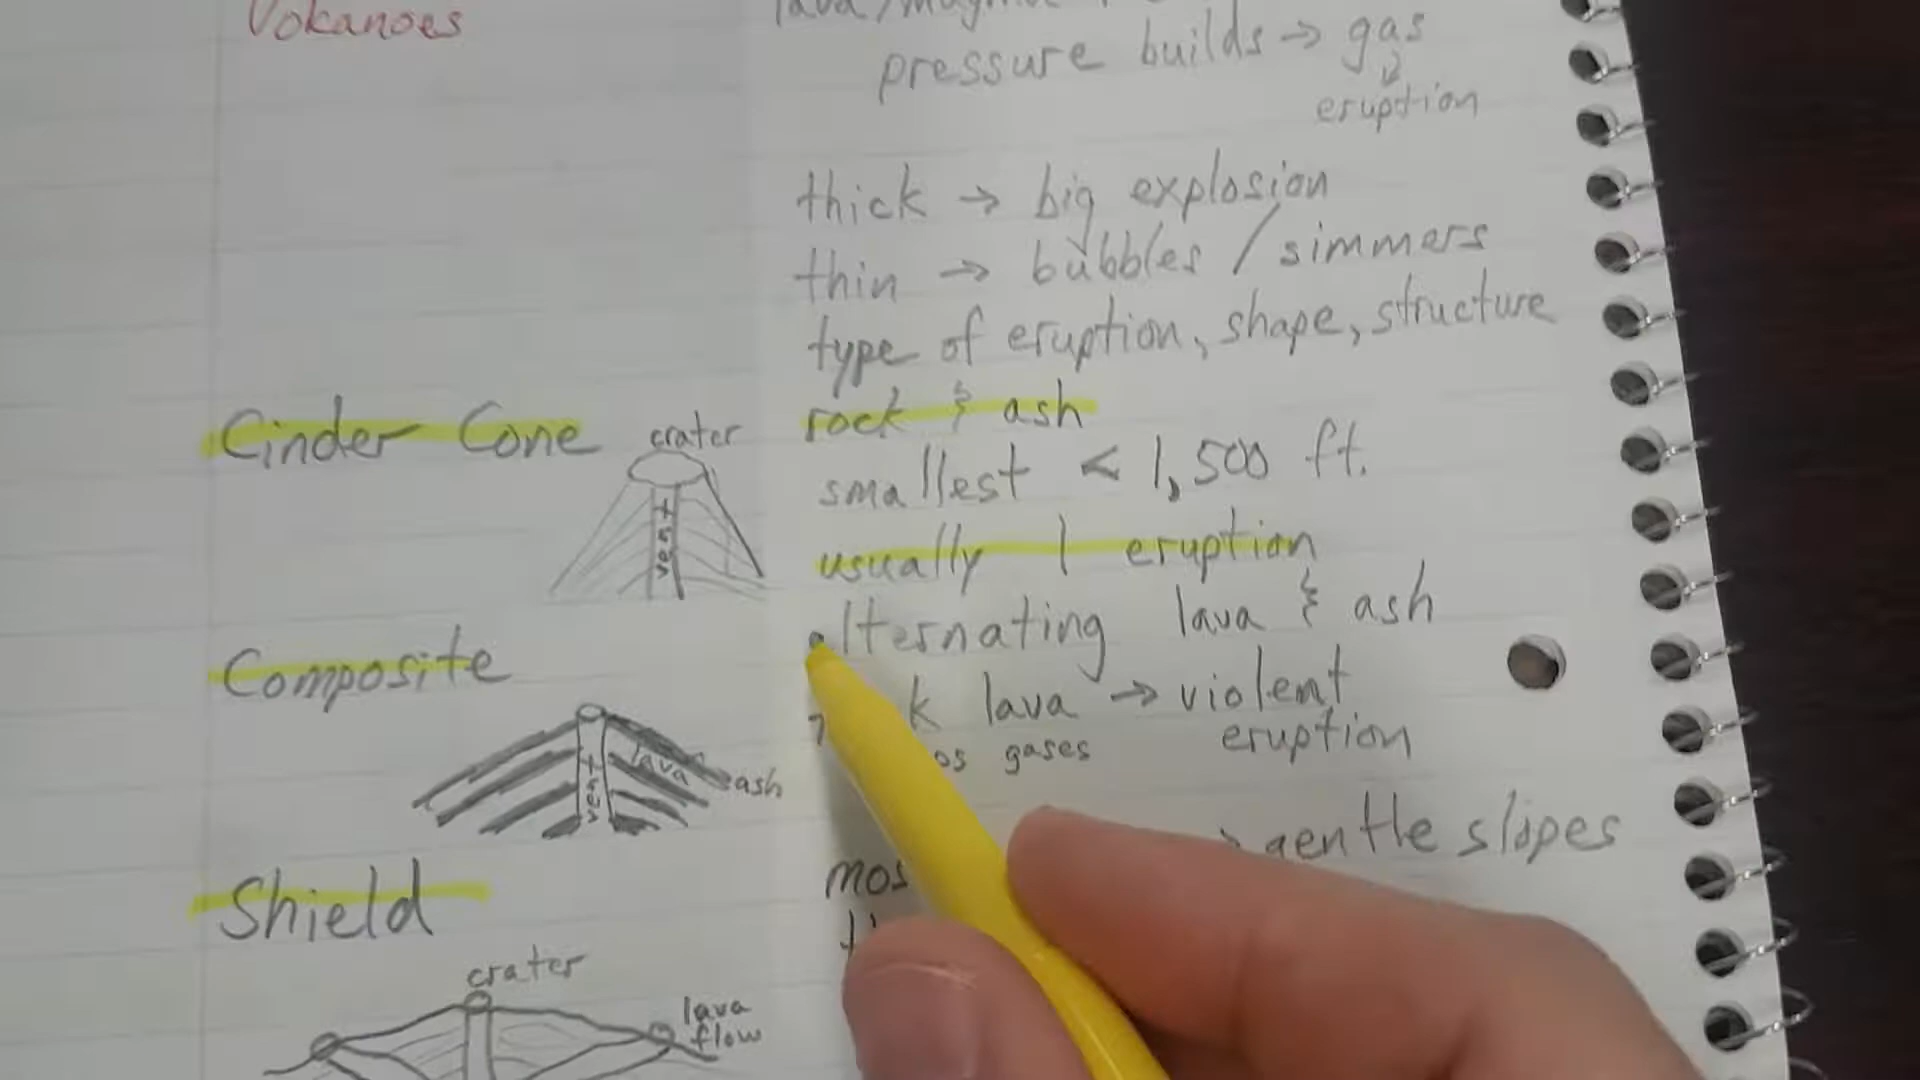 Volcanoes
pressure builds → gas
↓
eruption
thick → big explosion
thin → bubbles / simmers
type of eruption, shape, structure
Cinder Cone
crater
vent
rock & ash
smallest < 1,500 ft.
usually 1 eruption
Composite
vent
lava
ash
alternating lava & ash
lava → violent
gases eruption
Shield
crater
lava
flow
gentle slopes